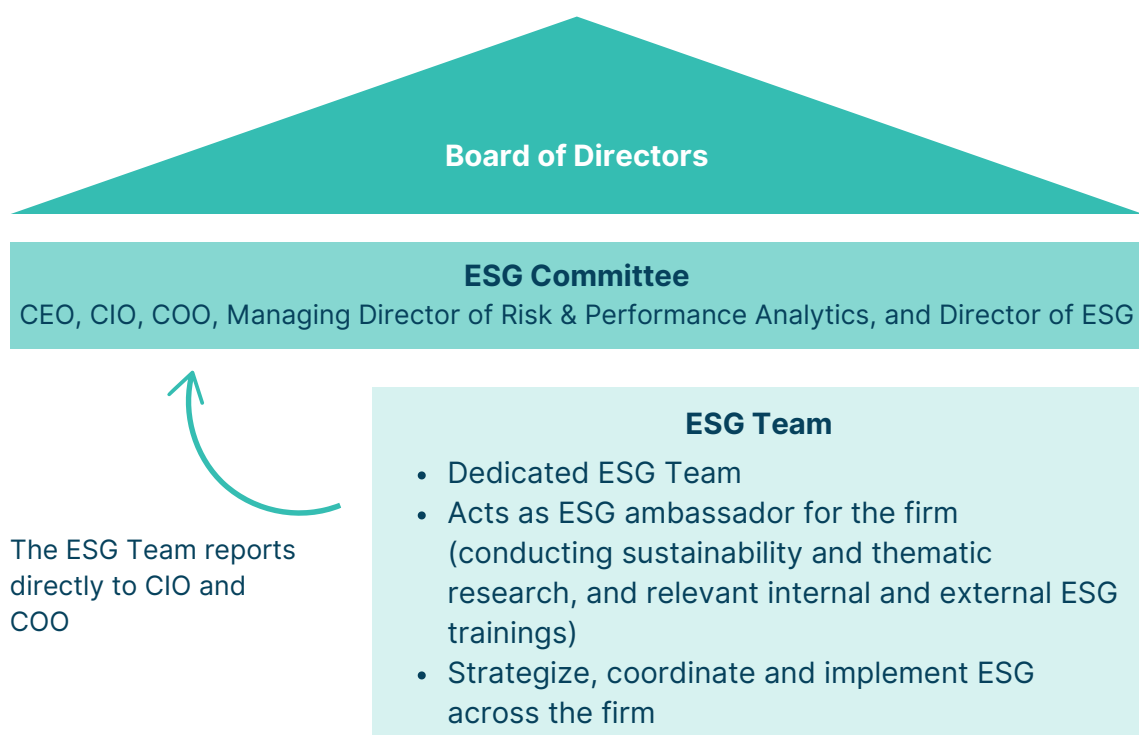 Board of Directors
ESG Committee
CEO, CIO, COO, Managing Director of Risk & Performance Analytics, and Director of ESG
ESG Team
• Dedicated ESG Team
• Acts as ESG ambassador for the firm
(conducting sustainability and thematic
research, and relevant internal and external ESG
trainings)
• Strategize, coordinate and implement ESG
across the firm
The ESG Team reports
directly to CIO and
COO